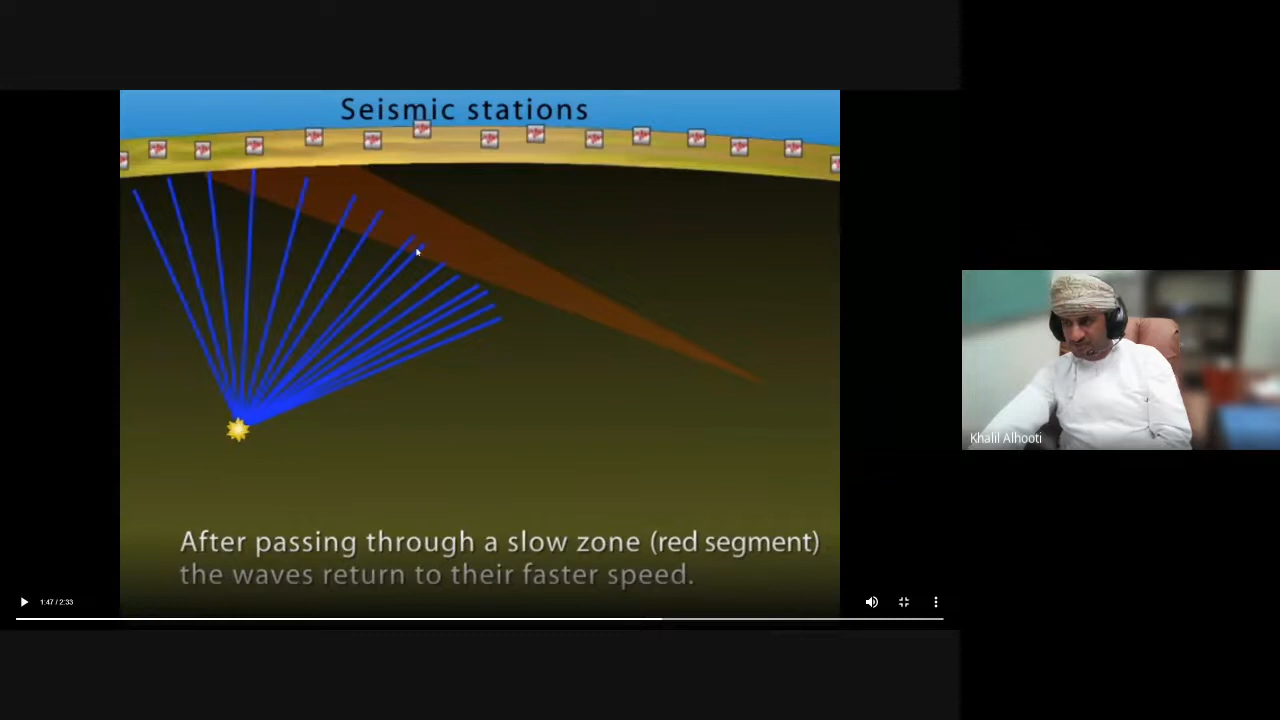 Seismic stations
After passing through a slow zone (red segment)
the waves return to their faster speed.
1:47 / 2:33
Khalil Alhooti